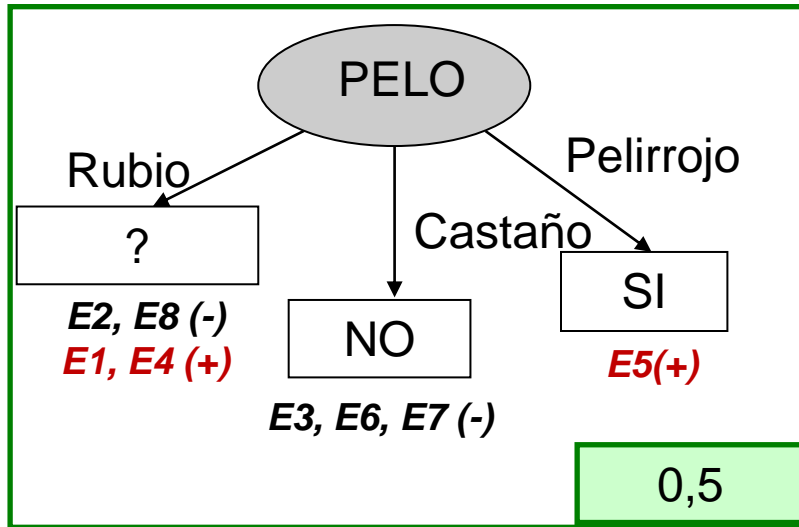 PELO
Rubio
Pelirrojo
?
Castaño
SI
E2, E8 (-)
E1, E4 (+)
NO
E5(+)
E3, E6, E7 (-)
0,5